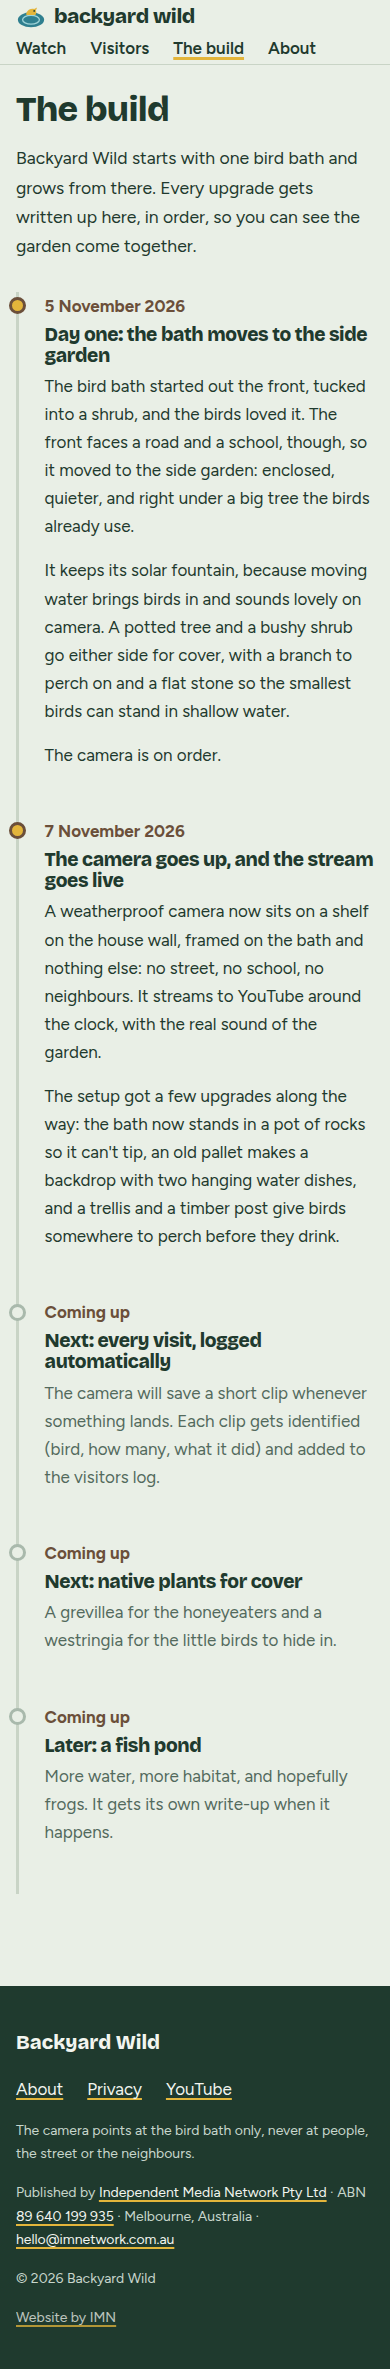 backyard wild
Watch Visitors The build About
The build
Backyard Wild starts with one bird bath and
grows from there. Every upgrade gets
written up here, in order, so you can see the
garden come together.
5 November 2026
Day one: the bath moves to the side
garden
The bird bath started out the front, tucked
into a shrub, and the birds loved it. The
front faces a road and a school, though, so
it moved to the side garden: enclosed,
quieter, and right under a big tree the birds
already use.
It keeps its solar fountain, because moving
water brings birds in and sounds lovely on
camera. A potted tree and a bushy shrub
go either side for cover, with a branch to
perch on and a flat stone so the smallest
birds can stand in shallow water.
The camera is on order.
7 November 2026
The camera goes up, and the stream
goes live
A weatherproof camera now sits on a shelf
on the house wall, framed on the bath and
nothing else: no street, no school, no
neighbours. It streams to YouTube around
the clock, with the real sound of the
garden.
The setup got a few upgrades along the
way: the bath now stands in a pot of rocks
so it can't tip, an old pallet makes a
backdrop with two hanging water dishes,
and a trellis and a timber post give birds
somewhere to perch before they drink.
Coming up
Next: every visit, logged
automatically
The camera will save a short clip whenever
something lands. Each clip gets identified
(bird, how many, what it did) and added to
the visitors log.
Coming up
Next: native plants for cover
A grevillea for the honeyeaters and a
westringia for the little birds to hide in.
Coming up
Later: a fish pond
More water, more habitat, and hopefully
frogs. It gets its own write-up when it
happens.
Backyard Wild
About Privacy YouTube
The camera points at the bird bath only, never at people,
the street or the neighbours.
Published by Independent Media Network Pty Ltd · ABN
89 640 199 935 · Melbourne, Australia ·
hello@imnetwork.com.au
© 2026 Backyard Wild
Website by IMN